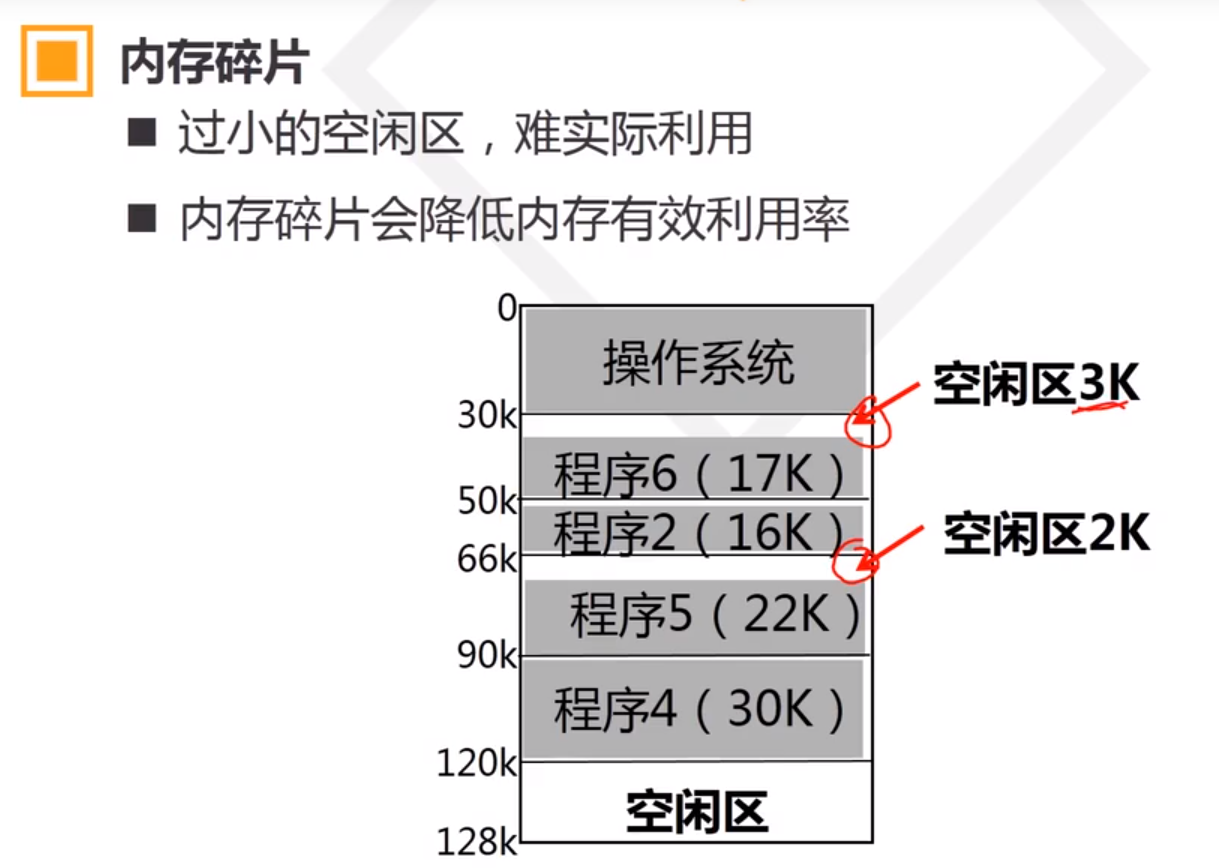 内存碎片
■ 过小的空闲区，难实际利用
■ 内存碎片会降低内存有效利用率
0
操作系统
空闲区3K
30k
程序6（17K）
50k
程序2（16K）
空闲区2K
66k
程序5（22K）
90k
程序4（30K）
120k
空闲区
128k